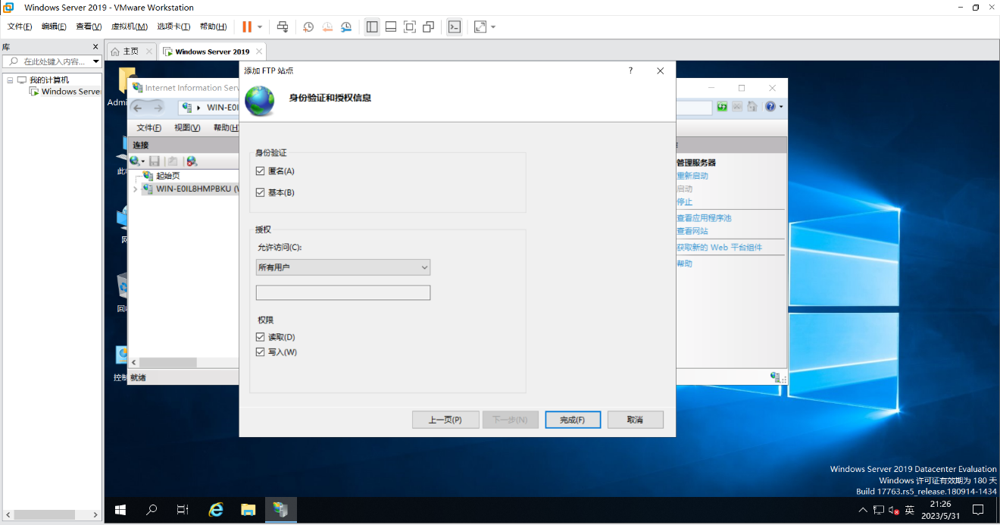 Windows Server 2019 - VMware Workstation
文件(F) 编辑(E) 查看(V) 虚拟机(M) 选项卡(T) 帮助(H)
库
主页
Windows Server 2019
在此处键入内容...
我的计算机
Windows Serve
添加 FTP 站点
身份验证和授权信息
Internet Information Serv
WIN-E0I
文件(F) 视图(V) 帮助(H
连接
起始页
WIN-E0IL8HMPBKU (W
就绪
身份验证
匿名(A)
基本(B)
授权
允许访问(C):
所有用户
权限
读取(D)
写入(W)
上一页(P) 下一步(N) 完成(F) 取消
管理服务器
重新启动
启动
停止
查看应用程序池
查看网站
获取新的 Web 平台组件
帮助
Admi
此
网
回
控制
Windows Server 2019 Datacenter Evaluation
Windows 许可证有效期为 180 天
Build 17763.rs5_release.180914-1434
英
21:26
2023/5/31